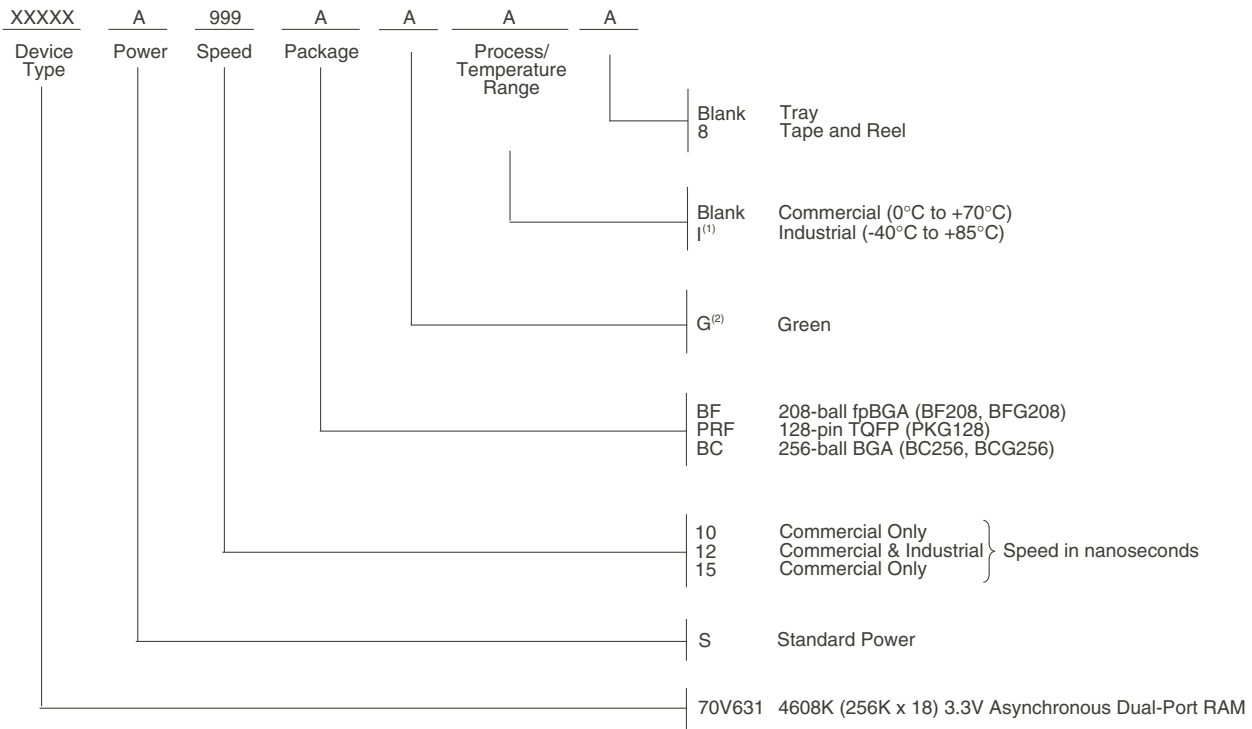 XXXXX A 999 A A A A
Device Type
Power
Speed
Package
Process/
Temperature
Range
Blank Tray
8 Tape and Reel
Blank Commercial (0°C to +70°C)
I(1) Industrial (-40°C to +85°C)
G(2) Green
BF 208-ball fpBGA (BF208, BFG208)
PRF 128-pin TQFP (PKG128)
BC 256-ball BGA (BC256, BCG256)
10 Commercial Only
12 Commercial & Industrial Speed in nanoseconds
15 Commercial Only
S Standard Power
70V631 4608K (256K x 18) 3.3V Asynchronous Dual-Port RAM